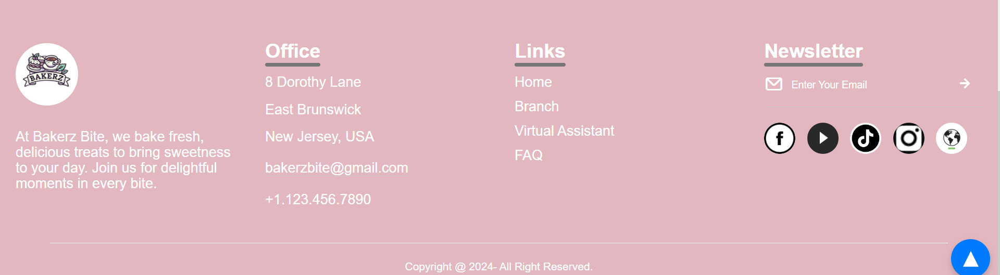 BAKERZ
At Bakerz Bite, we bake fresh,
delicious treats to bring sweetness
to your day. Join us for delightful
moments in every bite.
Office
8 Dorothy Lane
East Brunswick
New Jersey, USA
bakerzbite@gmail.com
+1.123.456.7890
Links
Home
Branch
Virtual Assistant
FAQ
Newsletter
Enter Your Email
Copyright @ 2024- All Right Reserved.